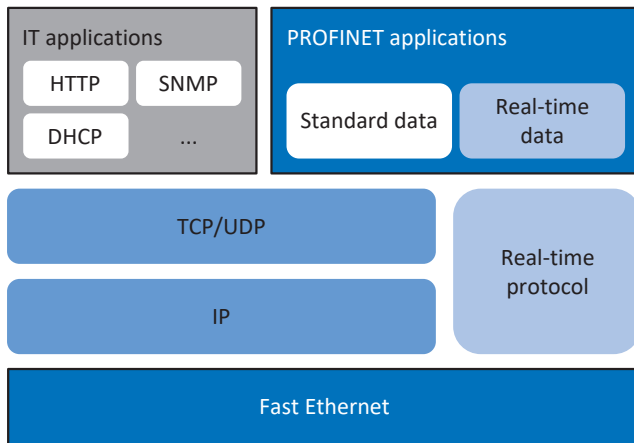 IT applications
HTTP
SNMP
DHCP
...
PROFINET applications
Standard data
Real-time
data
TCP/UDP
IP
Real-time
protocol
Fast Ethernet